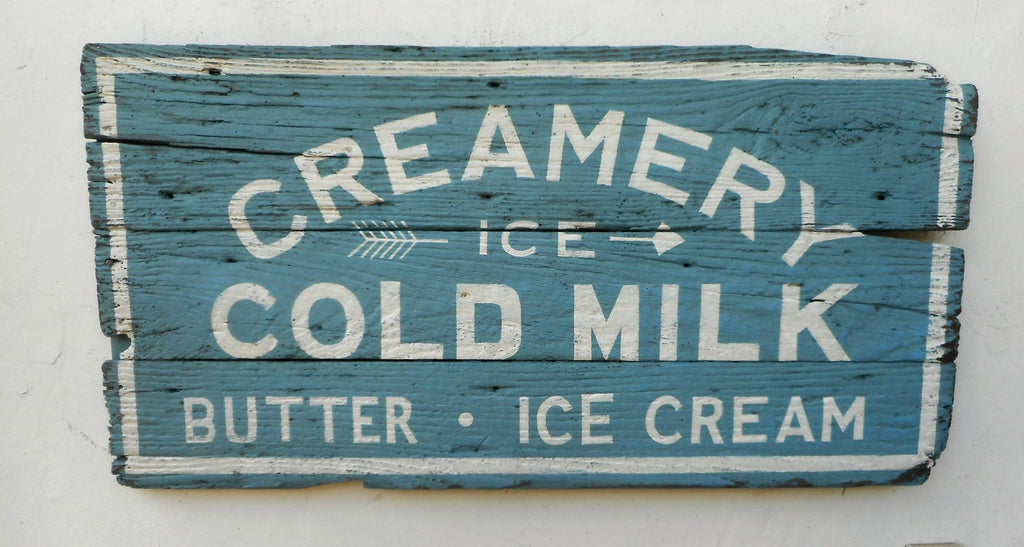 CREAMERY
ICE
COLD MILK
BUTTER • ICE CREAM